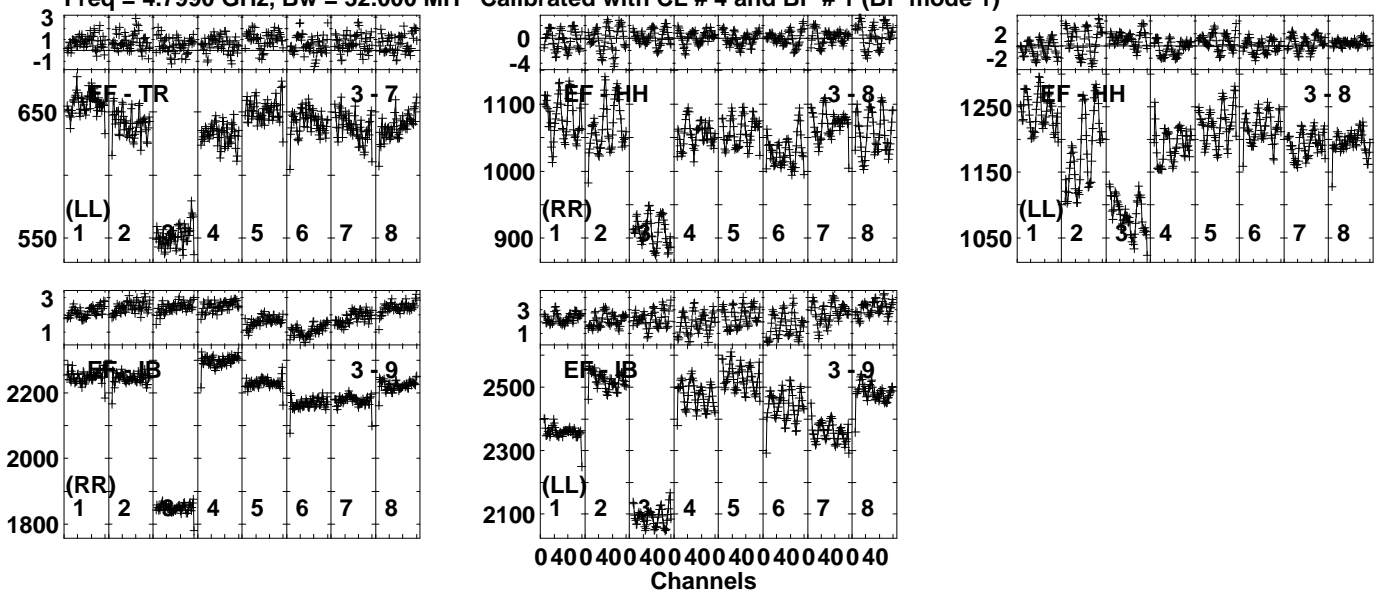 Freq = 4.7990 GHz, Bw = 32.000 MH Calibrated with CL # 4 and BP # 1 (BP mode 1)
3
1
-1
EF - TR 3 - 7
650
550
(LL)
1 2 3 4 5 6 7 8
0
-4
EF - HH 3 - 8
1100
1000
900
(RR)
1 2 3 4 5 6 7 8
2
-2
EF - HH 3 - 8
1250
1150
1050
(LL)
1 2 3 4 5 6 7 8
3
1
EF - IB 3 - 9
2200
2000
1800
(RR)
1 2 3 4 5 6 7 8
3
1
EF - IB 3 - 9
2500
2300
2100
(LL)
1 2 3 4 5 6 7 8
0 40 0 40 0 40 0 40 0 40 0 40 0 40 0 40
Channels